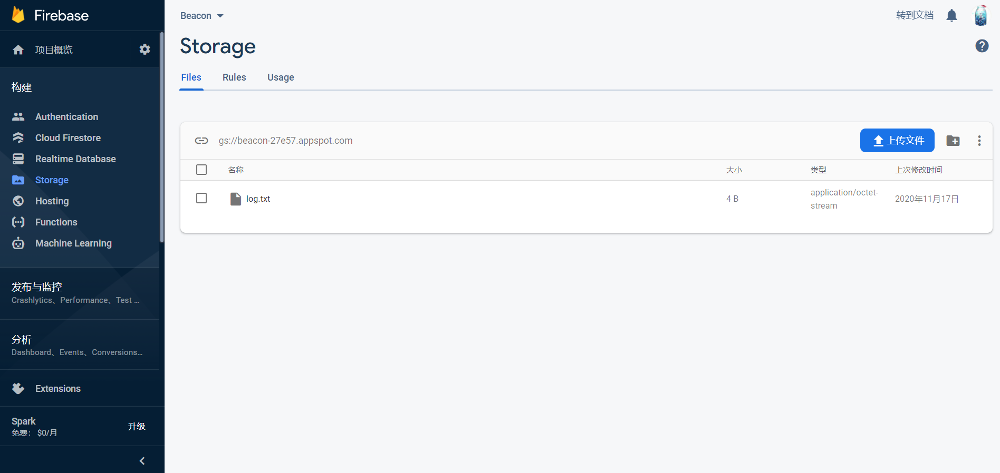 Firebase
项目概览
构建
Authentication
Cloud Firestore
Realtime Database
Storage
Hosting
Functions
Machine Learning
发布与监控
Crashlytics、Performance、Test ...
分析
Dashboard、Events、Conversions...
Extensions
Spark
免费： $0/月
升级
Beacon
转到文档
Storage
Files Rules Usage
gs://beacon-27e57.appspot.com
上传文件
名称 大小 类型 上次修改时间
log.txt 4 B application/octet-stream 2020年11月17日